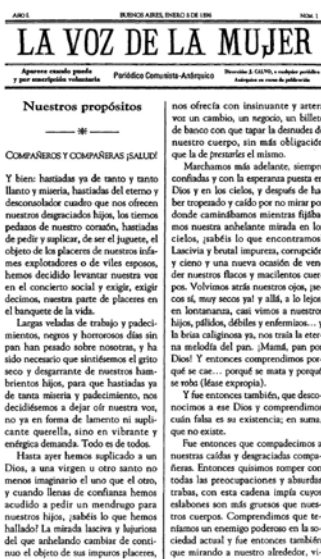 AÑO I.
BUENOS AIRES, ENERO 8 DE 1896
NÚM. 1
LA VOZ DE LA MUJER
Aparece cuando puede
y por suscripción voluntaria
Periódico Comunista-Anárquico
Dirección J. CALVO,
Nuestros propósitos
COMPAÑEROS Y COMPAÑERAS ¡SALUD!
Y bien: hastiadas ya de tanto y tanto
llanto y miseria, hastiadas del eterno y
desconsolador cuadro que nos ofrecen
nuestros desgraciados hijos, los tiernos
pedazos de nuestro corazón, hastiadas
de pedir y suplicar, de ser el juguete, el
objeto de los placeres de nuestros infa-
mes explotadores o de viles esposos,
hemos decidido levantar nuestra voz
en el concierto social y exigir, exigir
decimos, nuestra parte de placeres en
el banquete de la vida.
Largas veladas de trabajo y padeci-
mientos, negros y horrorosos días sin
pan han pesado sobre nosotras, y ha
sido necesario que sintiésemos el grito
seco y desgarrante de nuestros ham-
brientos hijos, para que hastiadas ya
de tanta miseria y padecimiento, nos
decidiésemos a dejar oír nuestra voz,
no ya en forma de lamento ni supli-
cante querella, sino en vibrante y
enérgica demanda. Todo es de todos.
Hasta ayer hemos suplicado a un
Dios, a una virgen u otro santo no
menos imaginario el uno que el otro,
y cuando llenas de confianza hemos
acudido a pedir un mendrugo para
nuestros hijos, ¿sabéis lo que hemos
hallado? La mirada lasciva y lujuriosa
del que anhelando cambiar de conti-
nuo el objeto de sus impuros placeres,
nos ofrecía con insinuante y arter
voz un cambio, un negocio, un billete
de banco con que tapar la desnudez d
nuestro cuerpo, sin más obligación
que la de prestarles el mismo.
Marchamos más adelante, siempr
confiadas y con la esperanza puesta en
Dios y en los cielos, y después de ha
ber tropezado y caído por no mirar por
donde caminábamos mientras fijába
mos nuestra anhelante mirada en lo
cielos, ¿sabéis lo que encontramos
Lascivia y brutal impureza, corrupción
y cieno y una nueva ocasión de ven
der nuestros flacos y macilentos cuer
pos. Volvimos atrás nuestros ojos, ¡se
cos sí, muy secos ya! y allá, a lo lejos
en lontananza, casi vimos a nuestros
hijos, pálidos, débiles y enfermizos... y
la brisa caliginosa ya, nos traía la eter
na melodía del pan. ¡Mamá, pan por
Dios! Y entonces comprendimos por
qué se cae... porqué se mata y porqué
se roba (léase expropia).
Y fue entonces también, que desco
nocimos a ese Dios y comprendimos
cuán falsa es su existencia; en suma,
que no existe.
Fue entonces que compadecimos a
nuestras caídas y desgraciadas compa
ñeras. Entonces quisimos romper con
todas las preocupaciones y absurdas
trabas, con esta cadena impía cuyos
eslabones son más gruesos que nues
tros cuerpos. Comprendimos que te
níamos un enemigo poderoso en la so
ciedad actual y fue entonces también
que mirando a nuestro alrededor, vi